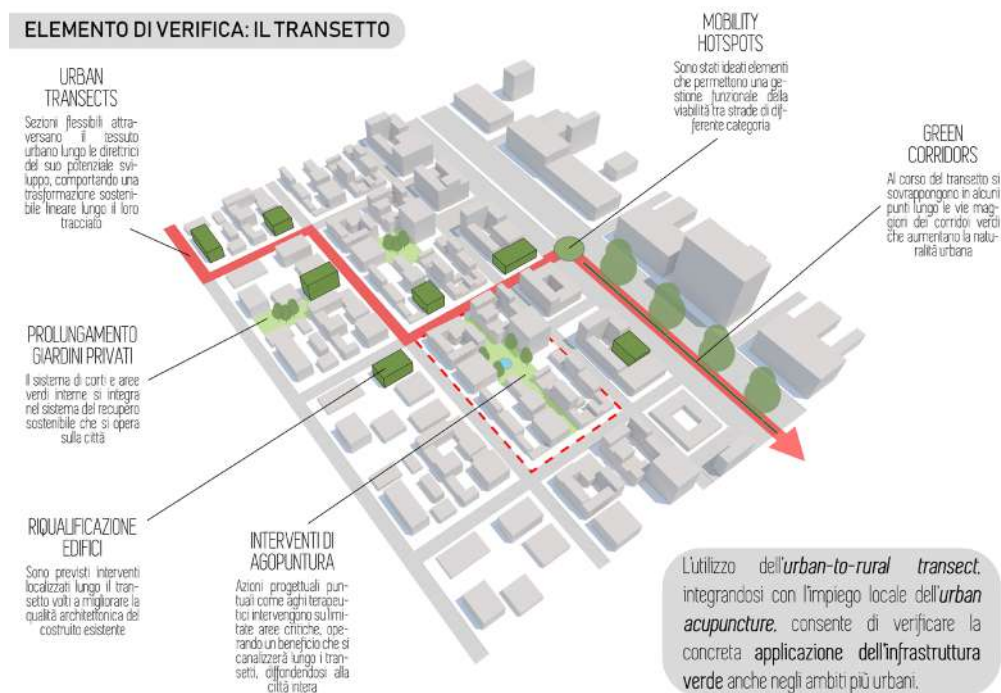 ELEMENTO DI VERIFICA: IL TRANSETTO
URBAN
TRANSECTS
Sezioni flessibili attra-
versano il tessuto
urbano lungo le direttrici
del suo potenziale svi-
luppo, comportando una
trasformazione sosteni-
bile lineare lungo il loro
tracciato
MOBILITY
HOTSPOTS
Sono stati ideati elementi
che permettono una ge-
stione funzionale della
viabilità tra strade di dif-
ferente categoria
GREEN
CORRIDORS
Al corso del transetto si
sovrappongono in alcuni
punti lungo le vie mag-
giori dei corridoi verdi
che aumentano la natu-
ralità urbana
PROLUNGAMENTO
GIARDINI PRIVATI
Il sistema di corti e aree
verdi interne si integra
nel sistema del recupero
sostenibile che si opera
sulla città
RIQUALIFICAZIONE
EDIFICI
Sono previsti interventi
localizzati lungo il tran-
setto volti a migliorare la
qualità architettonica del
costruito esistente
INTERVENTI DI
AGOPUNTURA
Azioni progettuali pun-
tuali come aghi terapeu-
tici intervengono su limi-
tate aree critiche, ope-
rando un beneficio che si
canalizzerà lungo i tran-
setti, diffondendosi alla
città intera
L'utilizzo dell'urban-to-rural transect,
integrandosi con l'impiego locale dell'urban
acupuncture, consente di verificare la
concreta applicazione dell'infrastruttura
verde anche negli ambiti più urbani.